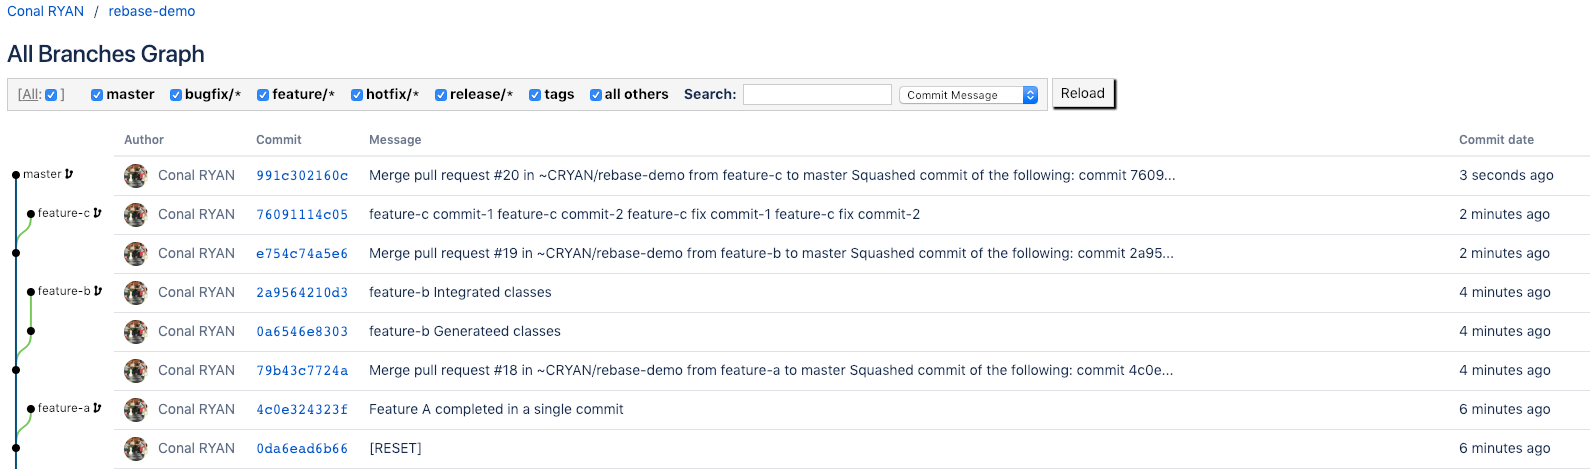 Conal RYAN / rebase-demo
All Branches Graph
[All: ] master bugfix/* feature/* hotfix/* release/* tags all others Search: Commit Message Reload
Author Commit Message Commit date
master Conal RYAN 991c302160c Merge pull request #20 in ~CRYAN/rebase-demo from feature-c to master Squashed commit of the following: commit 7609... 3 seconds ago
feature-c Conal RYAN 76091114c05 feature-c commit-1 feature-c commit-2 feature-c fix commit-1 feature-c fix commit-2 2 minutes ago
Conal RYAN e754c74a5e6 Merge pull request #19 in ~CRYAN/rebase-demo from feature-b to master Squashed commit of the following: commit 2a95... 2 minutes ago
feature-b Conal RYAN 2a9564210d3 feature-b Integrated classes 4 minutes ago
Conal RYAN 0a6546e8303 feature-b Generateed classes 4 minutes ago
Conal RYAN 79b43c7724a Merge pull request #18 in ~CRYAN/rebase-demo from feature-a to master Squashed commit of the following: commit 4c0e... 4 minutes ago
feature-a Conal RYAN 4c0e324323f Feature A completed in a single commit 6 minutes ago
Conal RYAN 0da6ead6b66 [RESET] 6 minutes ago